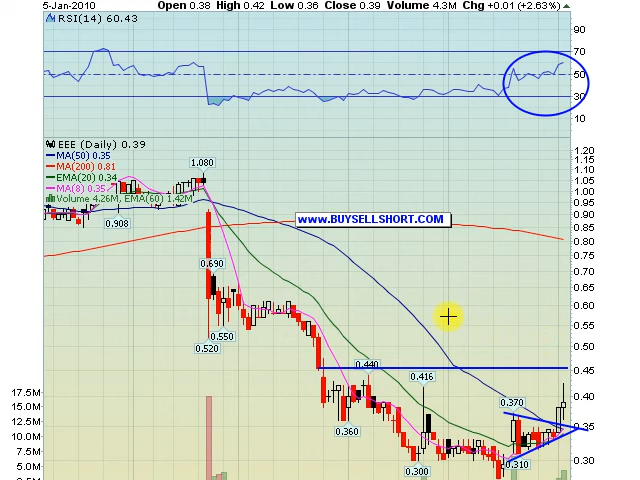 5-Jan-2010 Open 0.38 High 0.42 Low 0.36 Close 0.39 Volume 4.3M Chg +0.01 (+2.63%)
RSI(14) 60.43
90
70
50
30
10
EEE (Daily) 0.39
MA(50) 0.35
MA(200) 0.81
EMA(20) 0.34
MA(8) 0.35
Volume 4.26M, EMA(60) 1.42M
1.080
0.908
WWW.BUYSELLSHORT.COM
0.690
0.550
0.520
0.440
0.416
0.370
0.360
0.300
0.310
1.20
1.15
1.10
1.05
1.00
0.95
0.90
0.85
0.80
0.75
0.70
0.65
0.60
0.55
0.50
0.45
0.40
0.35
0.30
17.5M
15.0M
12.5M
10.0M
7.5M
5.0M
2.5M